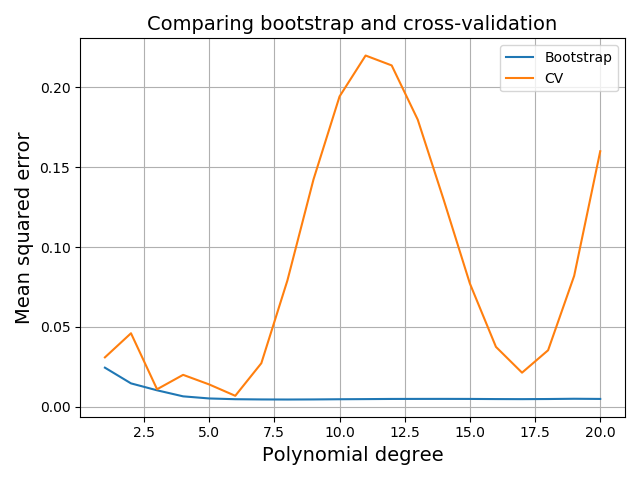 Comparing bootstrap and cross-validation
Bootstrap
CV
Mean squared error
0.20
0.15
0.10
0.05
0.00
2.5 5.0 7.5 10.0 12.5 15.0 17.5 20.0
Polynomial degree